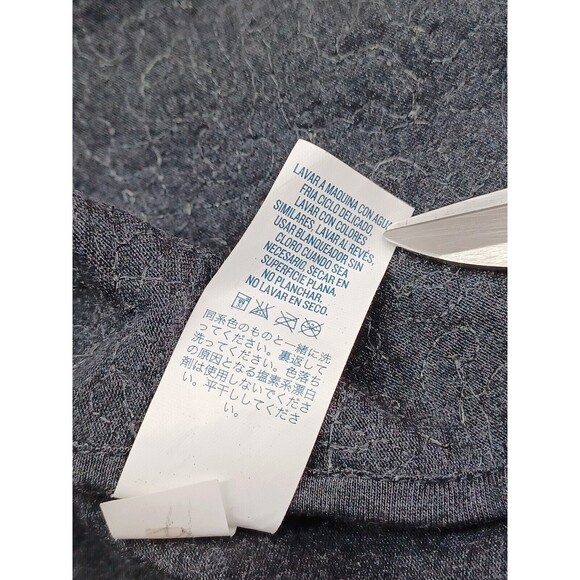 LAVAR A MAQUINA CON AGUA
FRIA CICLO DELICADO,
LAVAR CON COLORES
SIMILARES, LAVAR AL REVÉS,
USAR BLANQUEADOR SIN
CLORO CUANDO SEA
NECESARIO, SECAR EN
SUPERFICIE PLANA.
NO PLANCHAR.
NO LAVAR EN SECO.
同系色のものと一緒に洗
ってください。裏返して
洗ってください。色落ち
の原因となる塩素系漂白
剤は使用しないでくださ
い。平干ししてください。